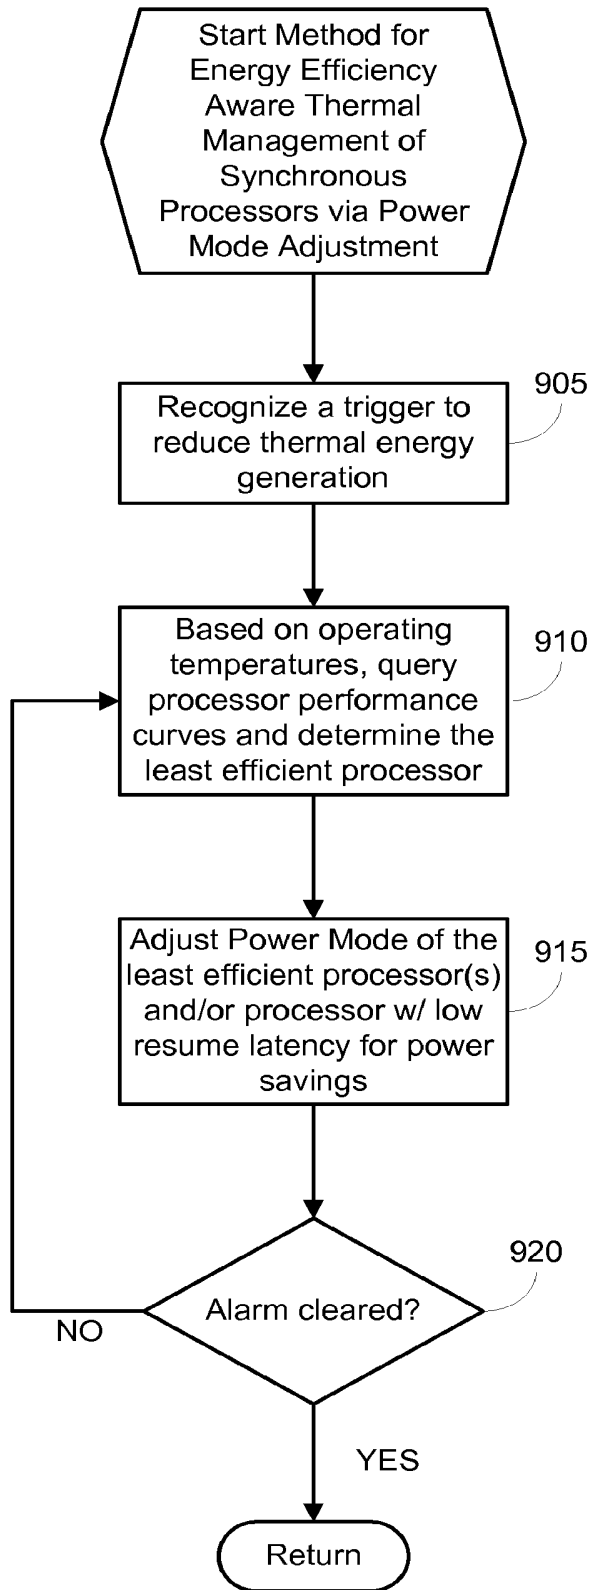 Start Method for
Energy Efficiency
Aware Thermal
Management of
Synchronous
Processors via Power
Mode Adjustment
905
Recognize a trigger to
reduce thermal energy
generation
910
Based on operating
temperatures, query
processor performance
curves and determine the
least efficient processor
915
Adjust Power Mode of the
least efficient processor(s)
and/or processor w/ low
resume latency for power
savings
920
Alarm cleared?
NO
YES
Return